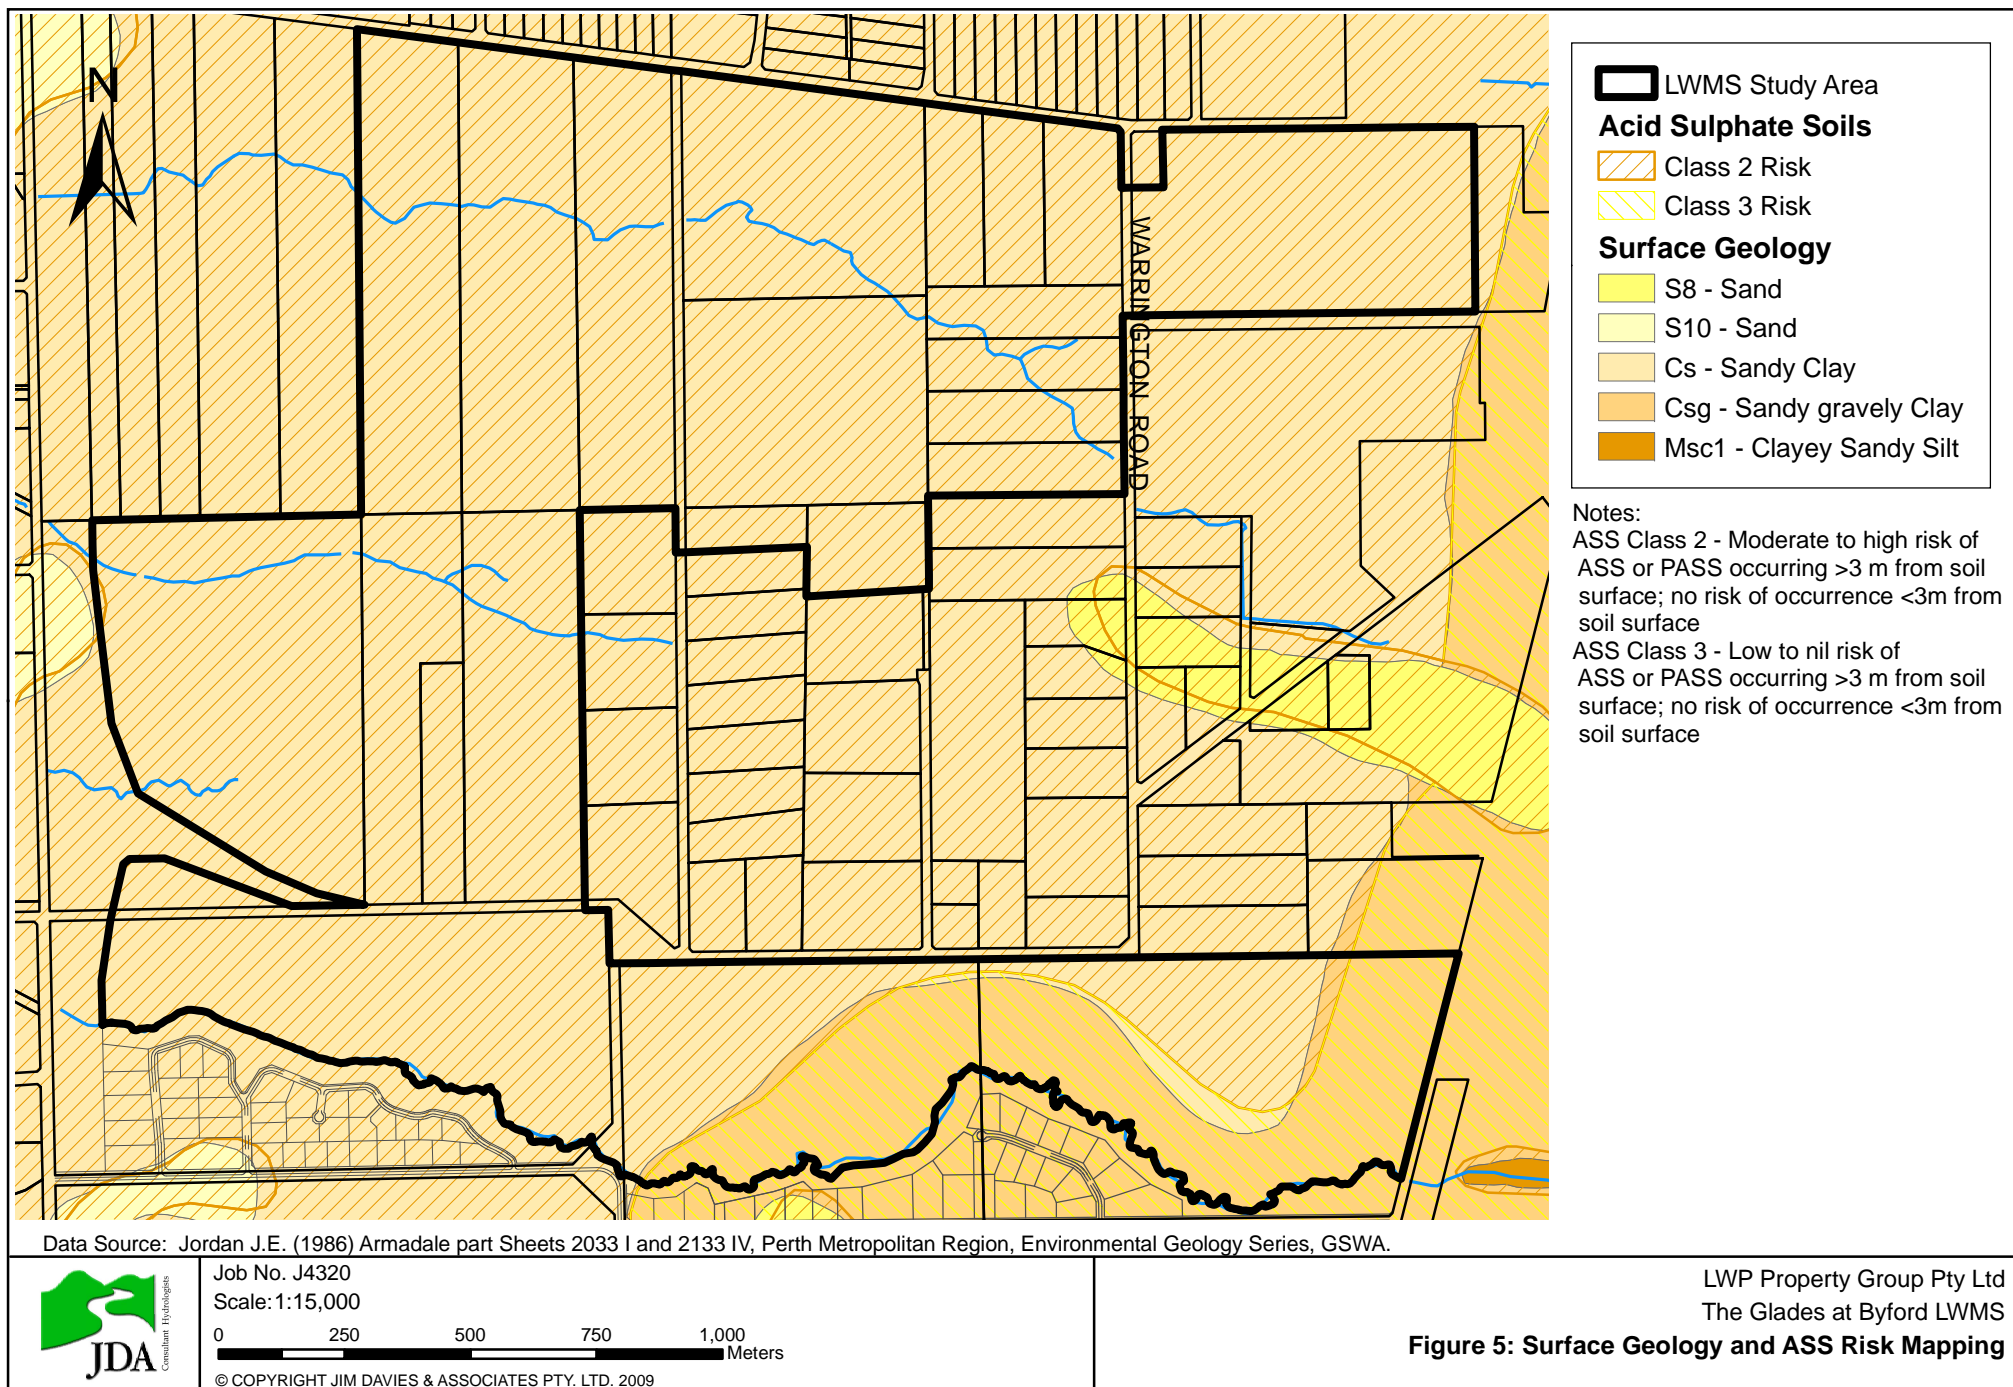 N
WARRINGTON ROAD
LWMS Study Area
Acid Sulphate Soils
Class 2 Risk
Class 3 Risk
Surface Geology
S8 - Sand
S10 - Sand
Cs - Sandy Clay
Csg - Sandy gravely Clay
Msc1 - Clayey Sandy Silt
Notes:
ASS Class 2 - Moderate to high risk of
ASS or PASS occurring >3 m from soil
surface; no risk of occurrence <3m from
soil surface
ASS Class 3 - Low to nil risk of
ASS or PASS occurring >3 m from soil
surface; no risk of occurrence <3m from
soil surface
Data Source: Jordan J.E. (1986) Armadale part Sheets 2033 I and 2133 IV, Perth Metropolitan Region, Environmental Geology Series, GSWA.
JDA
Consultant Hydrologists
Job No. J4320
Scale:1:15,000
0 250 500 750 1,000
Meters
© COPYRIGHT JIM DAVIES & ASSOCIATES PTY. LTD. 2009
LWP Property Group Pty Ltd
The Glades at Byford LWMS
Figure 5: Surface Geology and ASS Risk Mapping